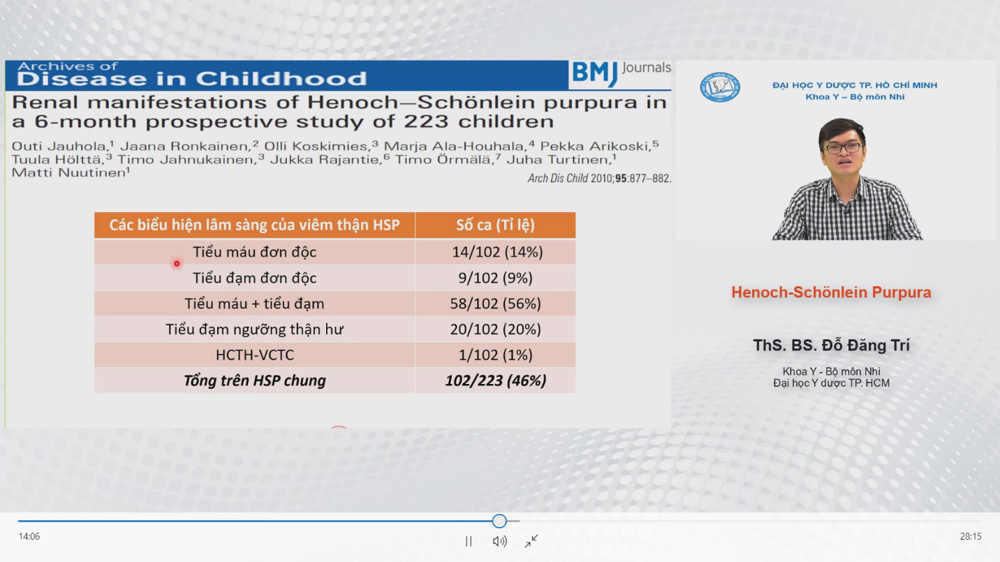 Archives of
Disease in Childhood
BMJ Journals
Renal manifestations of Henoch–Schönlein purpura in
a 6-month prospective study of 223 children
Outi Jauhola,¹ Jaana Ronkainen,² Olli Koskimies,³ Marja Ala-Houhala,⁴ Pekka Arikoski,⁵
Tuula Hölttä,³ Timo Jahnukainen,³ Jukka Rajantie,⁶ Timo Örmälä,⁷ Juha Turtinen,¹
Matti Nuutinen¹
Arch Dis Child 2010;95:877–882.
Các biểu hiện lâm sàng của viêm thận HSP Số ca (Tỉ lệ)
Tiểu máu đơn độc 14/102 (14%)
Tiểu đạm đơn độc 9/102 (9%)
Tiểu máu + tiểu đạm 58/102 (56%)
Tiểu đạm ngưỡng thận hư 20/102 (20%)
HCTH-VCTC 1/102 (1%)
Tổng trên HSP chung 102/223 (46%)
ĐẠI HỌC Y DƯỢC TP. HỒ CHÍ MINH
Khoa Y – Bộ môn Nhi
Henoch-Schönlein Purpura
ThS. BS. Đỗ Đăng Trí
Khoa Y - Bộ môn Nhi
Đại học Y dược TP. HCM
14:06
28:15